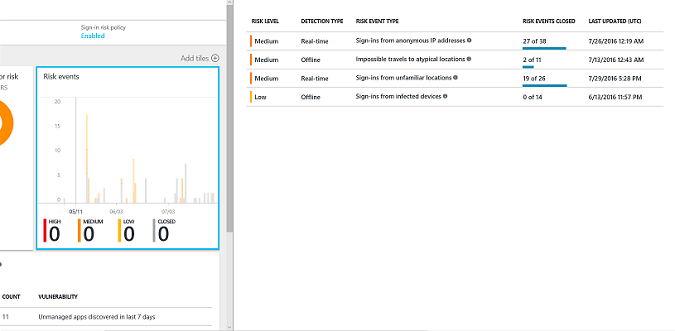 Sign-in risk policy
Enabled
Add tiles
or risk
ERS
Risk events
20
15
10
5
0
05/11 06/03 07/03
HIGH MEDIUM LOW CLOSED
0 0 0 0
COUNT VULNERABILITY
11 Unmanaged apps discovered in last 7 days
RISK LEVEL DETECTION TYPE RISK EVENT TYPE RISK EVENTS CLOSED LAST UPDATED (UTC)
Medium Real-time Sign-ins from anonymous IP addresses 27 of 38 7/26/2016 12:19 AM
Medium Offline Impossible travels to atypical locations 2 of 11 7/13/2016 12:43 AM
Medium Real-time Sign-ins from unfamiliar locations 19 of 26 7/29/2016 5:28 PM
Low Offline Sign-ins from infected devices 0 of 14 6/13/2016 11:57 PM